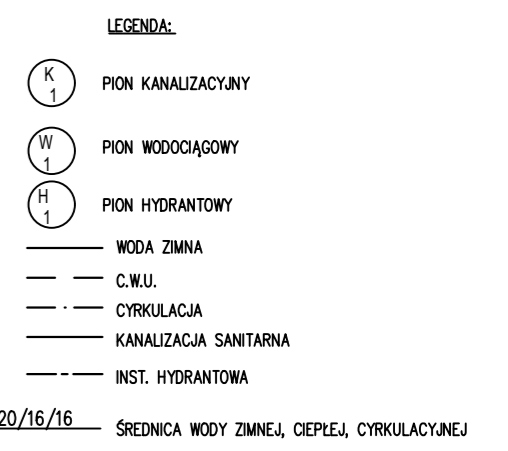 LEGENDA:
K
1
PION KANALIZACYJNY
W
1
PION WODOCIĄGOWY
H
1
PION HYDRANTOWY
WODA ZIMNA
C.W.U.
CYRKULACJA
KANALIZACJA SANITARNA
INST. HYDRANTOWA
20/16/16 ŚREDNICA WODY ZIMNEJ, CIEPŁEJ, CYRKULACYJNEJ